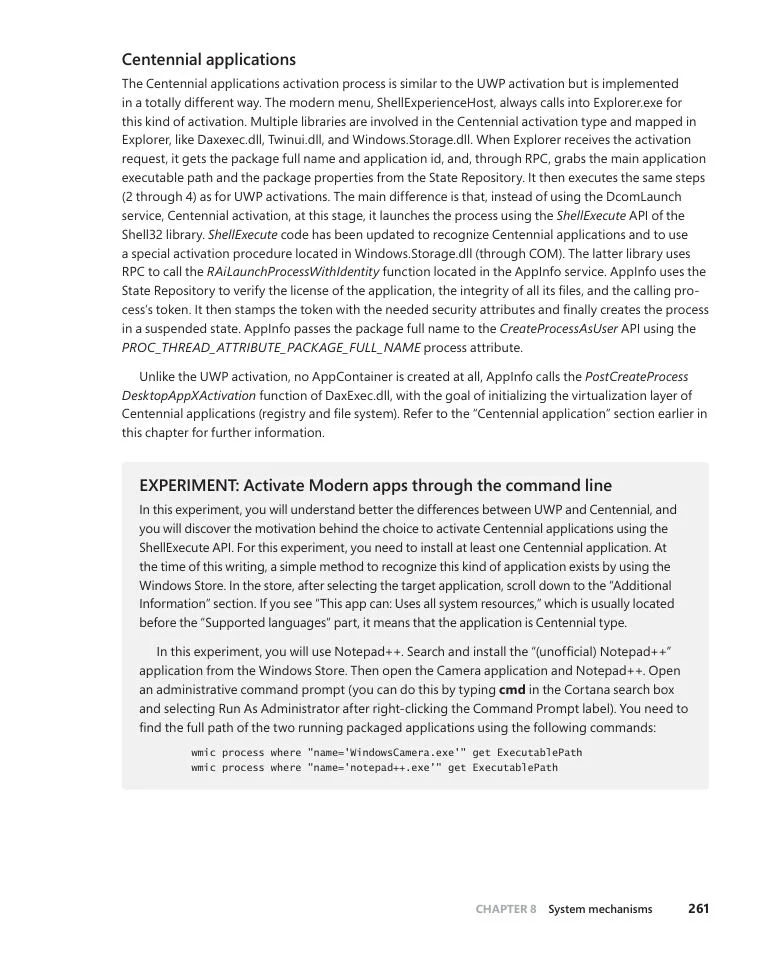 Centennial applications
The Centennial applications activation process is similar to the UWP activation but is implemented
in a totally different way. The modern menu, ShellExperienceHost, always calls into Explorer.exe for
this kind of activation. Multiple libraries are involved in the Centennial activation type and mapped in
Explorer, like Daxexec.dll, Twinui.dll, and Windows.Storage.dll. When Explorer receives the activation
request, it gets the package full name and application id, and, through RPC, grabs the main application
executable path and the package properties from the State Repository. It then executes the same steps
(2 through 4) as for UWP activations. The main difference is that, instead of using the DcomLaunch
service, Centennial activation, at this stage, it launches the process using the ShellExecute API of the
Shell32 library. ShellExecute code has been updated to recognize Centennial applications and to use
a special activation procedure located in Windows.Storage.dll (through COM). The latter library uses
RPC to call the RAiLaunchProcessWithIdentity function located in the AppInfo service. AppInfo uses the
State Repository to verify the license of the application, the integrity of all its files, and the calling pro-
cess's token. It then stamps the token with the needed security attributes and finally creates the process
in a suspended state. AppInfo passes the package full name to the CreateProcessAsUser API using the
PROC_THREAD_ATTRIBUTE_PACKAGE_FULL_NAME process attribute.
Unlike the UWP activation, no AppContainer is created at all, AppInfo calls the PostCreateProcess
DesktopAppXActivation function of DaxExec.dll, with the goal of initializing the virtualization layer of
Centennial applications (registry and file system). Refer to the "Centennial application" section earlier in
this chapter for further information.
EXPERIMENT: Activate Modern apps through the command line
In this experiment, you will understand better the differences between UWP and Centennial, and
you will discover the motivation behind the choice to activate Centennial applications using the
ShellExecute API. For this experiment, you need to install at least one Centennial application. At
the time of this writing, a simple method to recognize this kind of application exists by using the
Windows Store. In the store, after selecting the target application, scroll down to the "Additional
Information" section. If you see "This app can: Uses all system resources," which is usually located
before the "Supported languages" part, it means that the application is Centennial type.
In this experiment, you will use Notepad++. Search and install the "(unofficial) Notepad++"
application from the Windows Store. Then open the Camera application and Notepad++. Open
an administrative command prompt (you can do this by typing cmd in the Cortana search box
and selecting Run As Administrator after right-clicking the Command Prompt label). You need to
find the full path of the two running packaged applications using the following commands:
wmic process where "name='WindowsCamera.exe'" get ExecutablePath
wmic process where "name='notepad++.exe'" get ExecutablePath
CHAPTER 8 System mechanisms 261